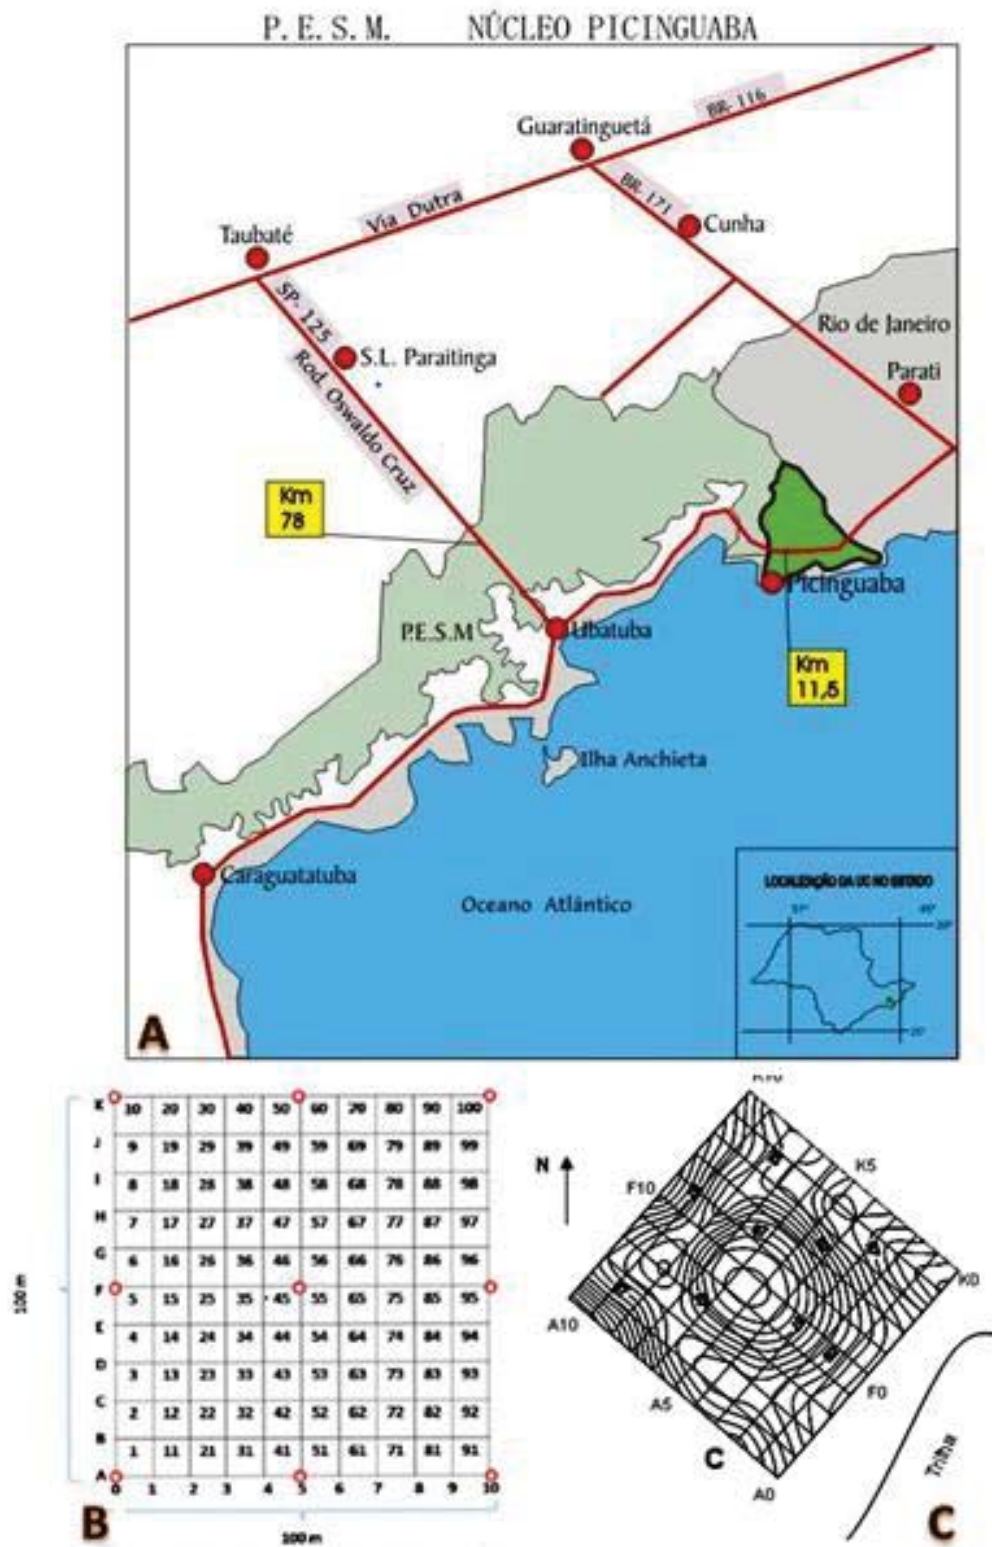 P.E.S.M. NÚCLEO PICINGUABA
BR-116
Guaratinguetá
BR-171
Via Dutra
Cunha
Taubaté
SP-125
S.L. Paraitinga
Rod. Oswaldo Cruz
Rio de Janeiro
Parati
Km
78
Picinguaba
P.E.S.M
Ubatuba
Km
11,5
Ilha Anchieta
Caraguatatuba
Oceano Atlântico
LOCALIZAÇÃO DA UC NO ESTADO
A
K 10 20 30 40 50 60 70 80 90 100
J 9 19 29 39 49 59 69 79 89 99
I 8 18 28 38 48 58 68 78 88 98
H 7 17 27 37 47 57 67 77 87 97
G 6 16 26 36 46 56 66 76 86 96
F 5 15 25 35 45 55 65 75 85 95
E 4 14 24 34 44 54 64 74 84 94
D 3 13 23 33 43 53 63 73 83 93
C 2 12 22 32 42 52 62 72 82 92
B 1 11 21 31 41 51 61 71 81 91
A
0 1 2 3 4 5 6 7 8 9 10
100 m
100 m
B
K10
N
K5
F10
K0
A10
F0
A5
C
A0
Trilha
C